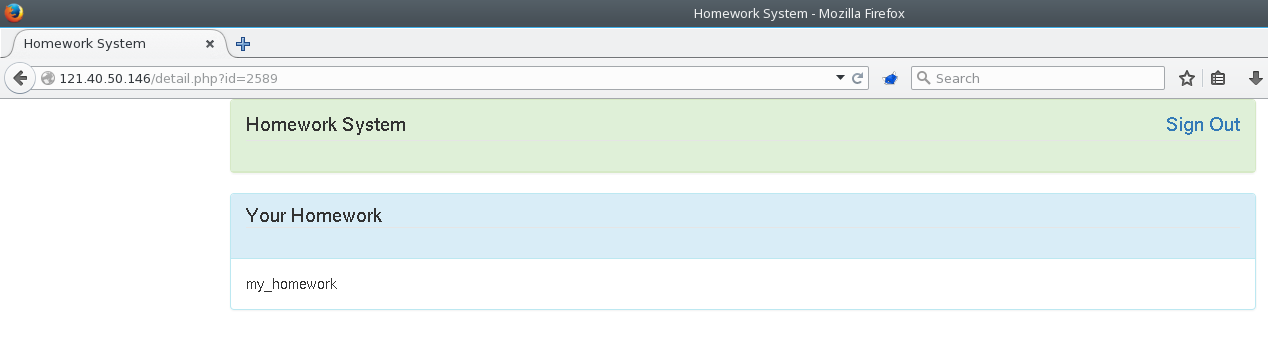 Homework System - Mozilla Firefox
Homework System
121.40.50.146/detail.php?id=2589
Search
Homework System
Sign Out
Your Homework
my_homework